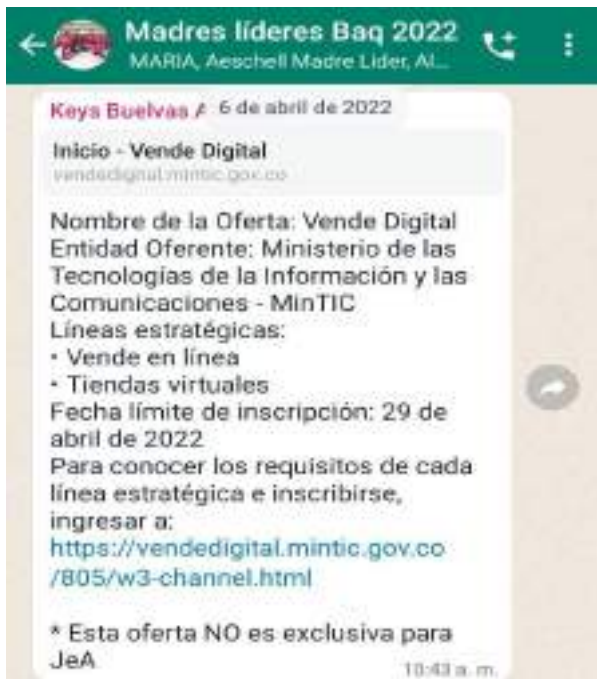 Madres líderes Baq 2022
MARIA, Aeschell Madre Lider, Al...
Keys Buelvas A
6 de abril de 2022
Inicio - Vende Digital
vendedigital.mintic.gov.co
Nombre de la Oferta: Vende Digital
Entidad Oferente: Ministerio de las
Tecnologías de la Información y las
Comunicaciones - MinTIC
Líneas estratégicas:
• Vende en línea
• Tiendas virtuales
Fecha límite de inscripción: 29 de
abril de 2022
Para conocer los requisitos de cada
línea estratégica e inscribirse,
ingresar a:
https://vendedigital.mintic.gov.co
/805/w3-channel.html
* Esta oferta NO es exclusiva para
JeA
10:43 a. m.